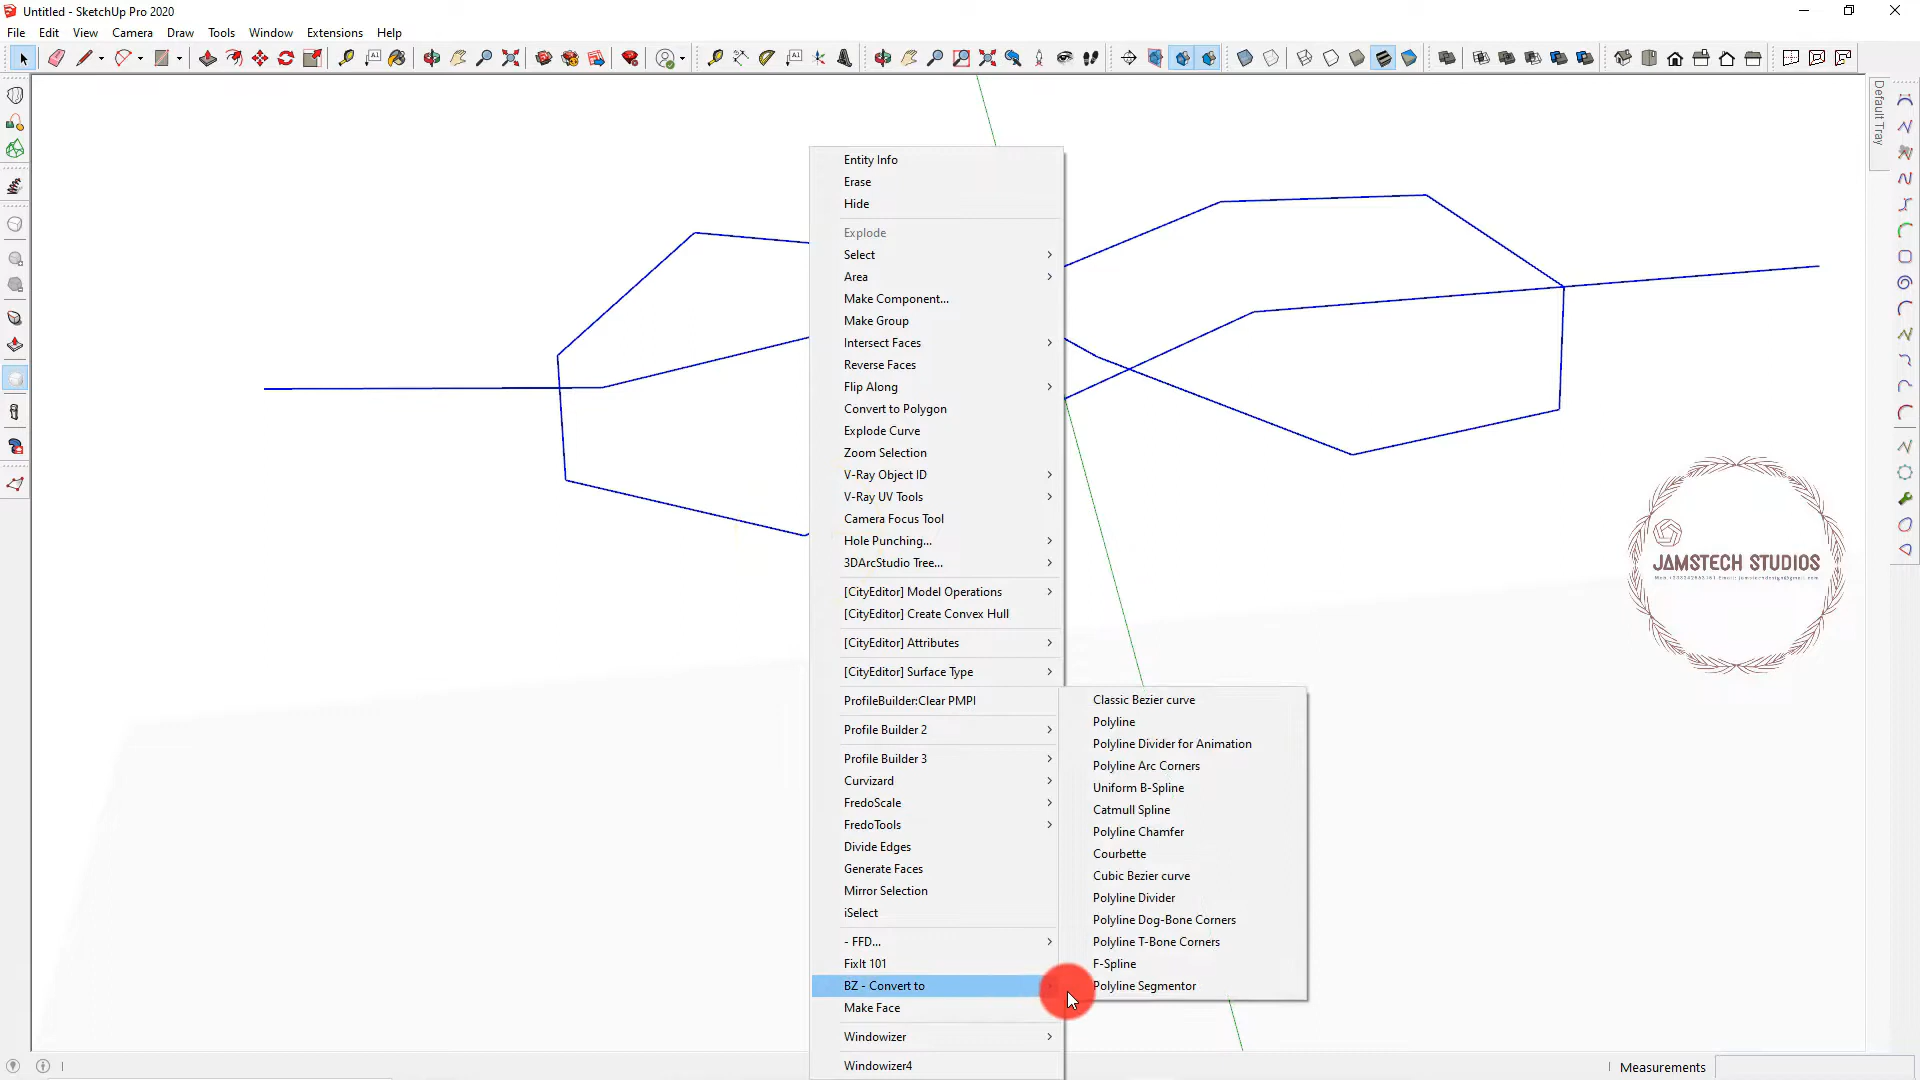 Untitled - SketchUp Pro 2020
File Edit View Camera Draw Tools Window Extensions Help
Default Tray
Entity Info
Erase
Hide
Explode
Select
Area
Make Component...
Make Group
Intersect Faces
Reverse Faces
Flip Along
Convert to Polygon
Explode Curve
Zoom Selection
V-Ray Object ID
V-Ray UV Tools
Camera Focus Tool
Hole Punching...
3DArcStudio Tree...
[CityEditor] Model Operations
[CityEditor] Create Convex Hull
[CityEditor] Attributes
[CityEditor] Surface Type
ProfileBuilder:Clear PMPI
Profile Builder 2
Profile Builder 3
Curvizard
FredoScale
FredoTools
Divide Edges
Generate Faces
Mirror Selection
iSelect
- FFD...
FixIt 101
BZ - Convert to
Make Face
Windowizer
Windowizer4
Classic Bezier curve
Polyline
Polyline Divider for Animation
Polyline Arc Corners
Uniform B-Spline
Catmull Spline
Polyline Chamfer
Courbette
Cubic Bezier curve
Polyline Divider
Polyline Dog-Bone Corners
Polyline T-Bone Corners
F-Spline
Polyline Segmentor
JAMSTECH STUDIOS
Measurements